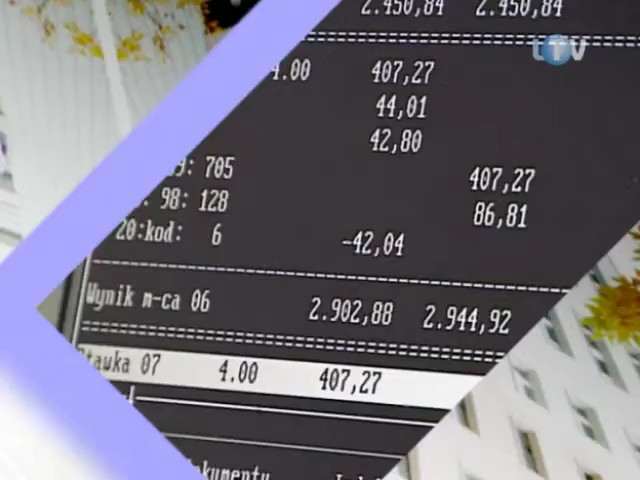 2.450,84 2.450,84
tTV
4.00 407,27
44,01
42,80
705 407,27
98: 128 86,81
20:kod: 6 -42,04
Wynik m-ca 06 2.902,88 2.944,92
tawka 07 4.00 407,27
kumentu